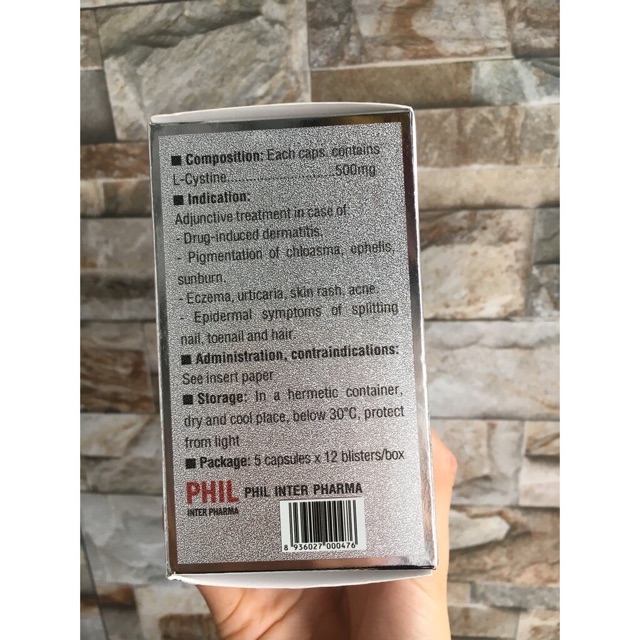 ■ Composition: Each caps. contains
L-Cystine..............................500mg
■ Indication:
Adjunctive treatment in case of:
- Drug-induced dermatitis.
- Pigmentation of chloasma, ephelis,
sunburn.
- Eczema, urticaria, skin rash, acne.
- Epidermal symptoms of splitting
nail, toenail and hair.
■ Administration, contraindications:
See insert paper
■ Storage: In a hermetic container,
dry and cool place, below 30°C, protect
from light
■ Package: 5 capsules x 12 blisters/box
PHIL PHIL INTER PHARMA
INTER PHARMA
8 936027 000476